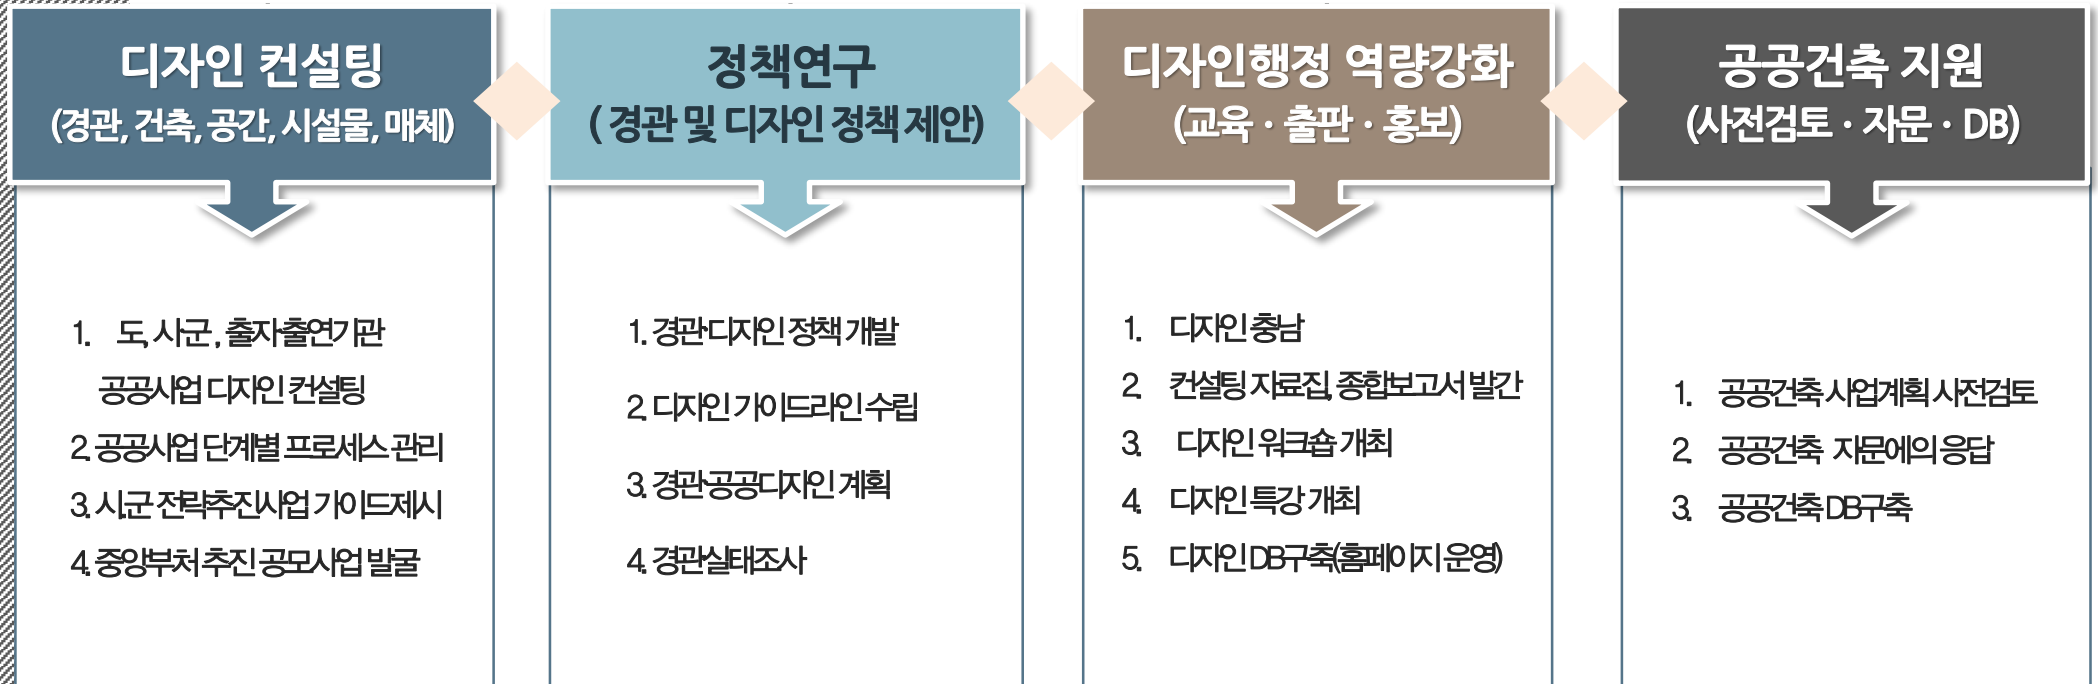 디자인 컨설팅
(경관, 건축, 공간, 시설물, 매체)
1. 도, 시·군, 출자·출연기관
공공사업 디자인 컨설팅
2. 공공사업 단계별 프로세스 관리
3. 시.군 전략추진사업 가이드제시
4. 중앙부처 추진 공모사업 발굴
정책연구
( 경관 및 디자인 정책 제안)
1. 경관·디자인 정책 개발
2. 디자인 가이드라인 수립
3. 경관·공공디자인 계획
4. 경관실태조사
디자인행정 역량강화
(교육 · 출판 · 홍보)
1. 디자인 충남
2. 컨설팅 자료집, 종합보고서 발간
3. 디자인 워크숍 개최
4. 디자인 특강 개최
5. 디자인 DB구축(홈페이지 운영)
공공건축 지원
(사전검토 · 자문 · DB)
1. 공공건축 사업계획 사전검토
2. 공공건축 자문에의 응답
3. 공공건축 DB구축